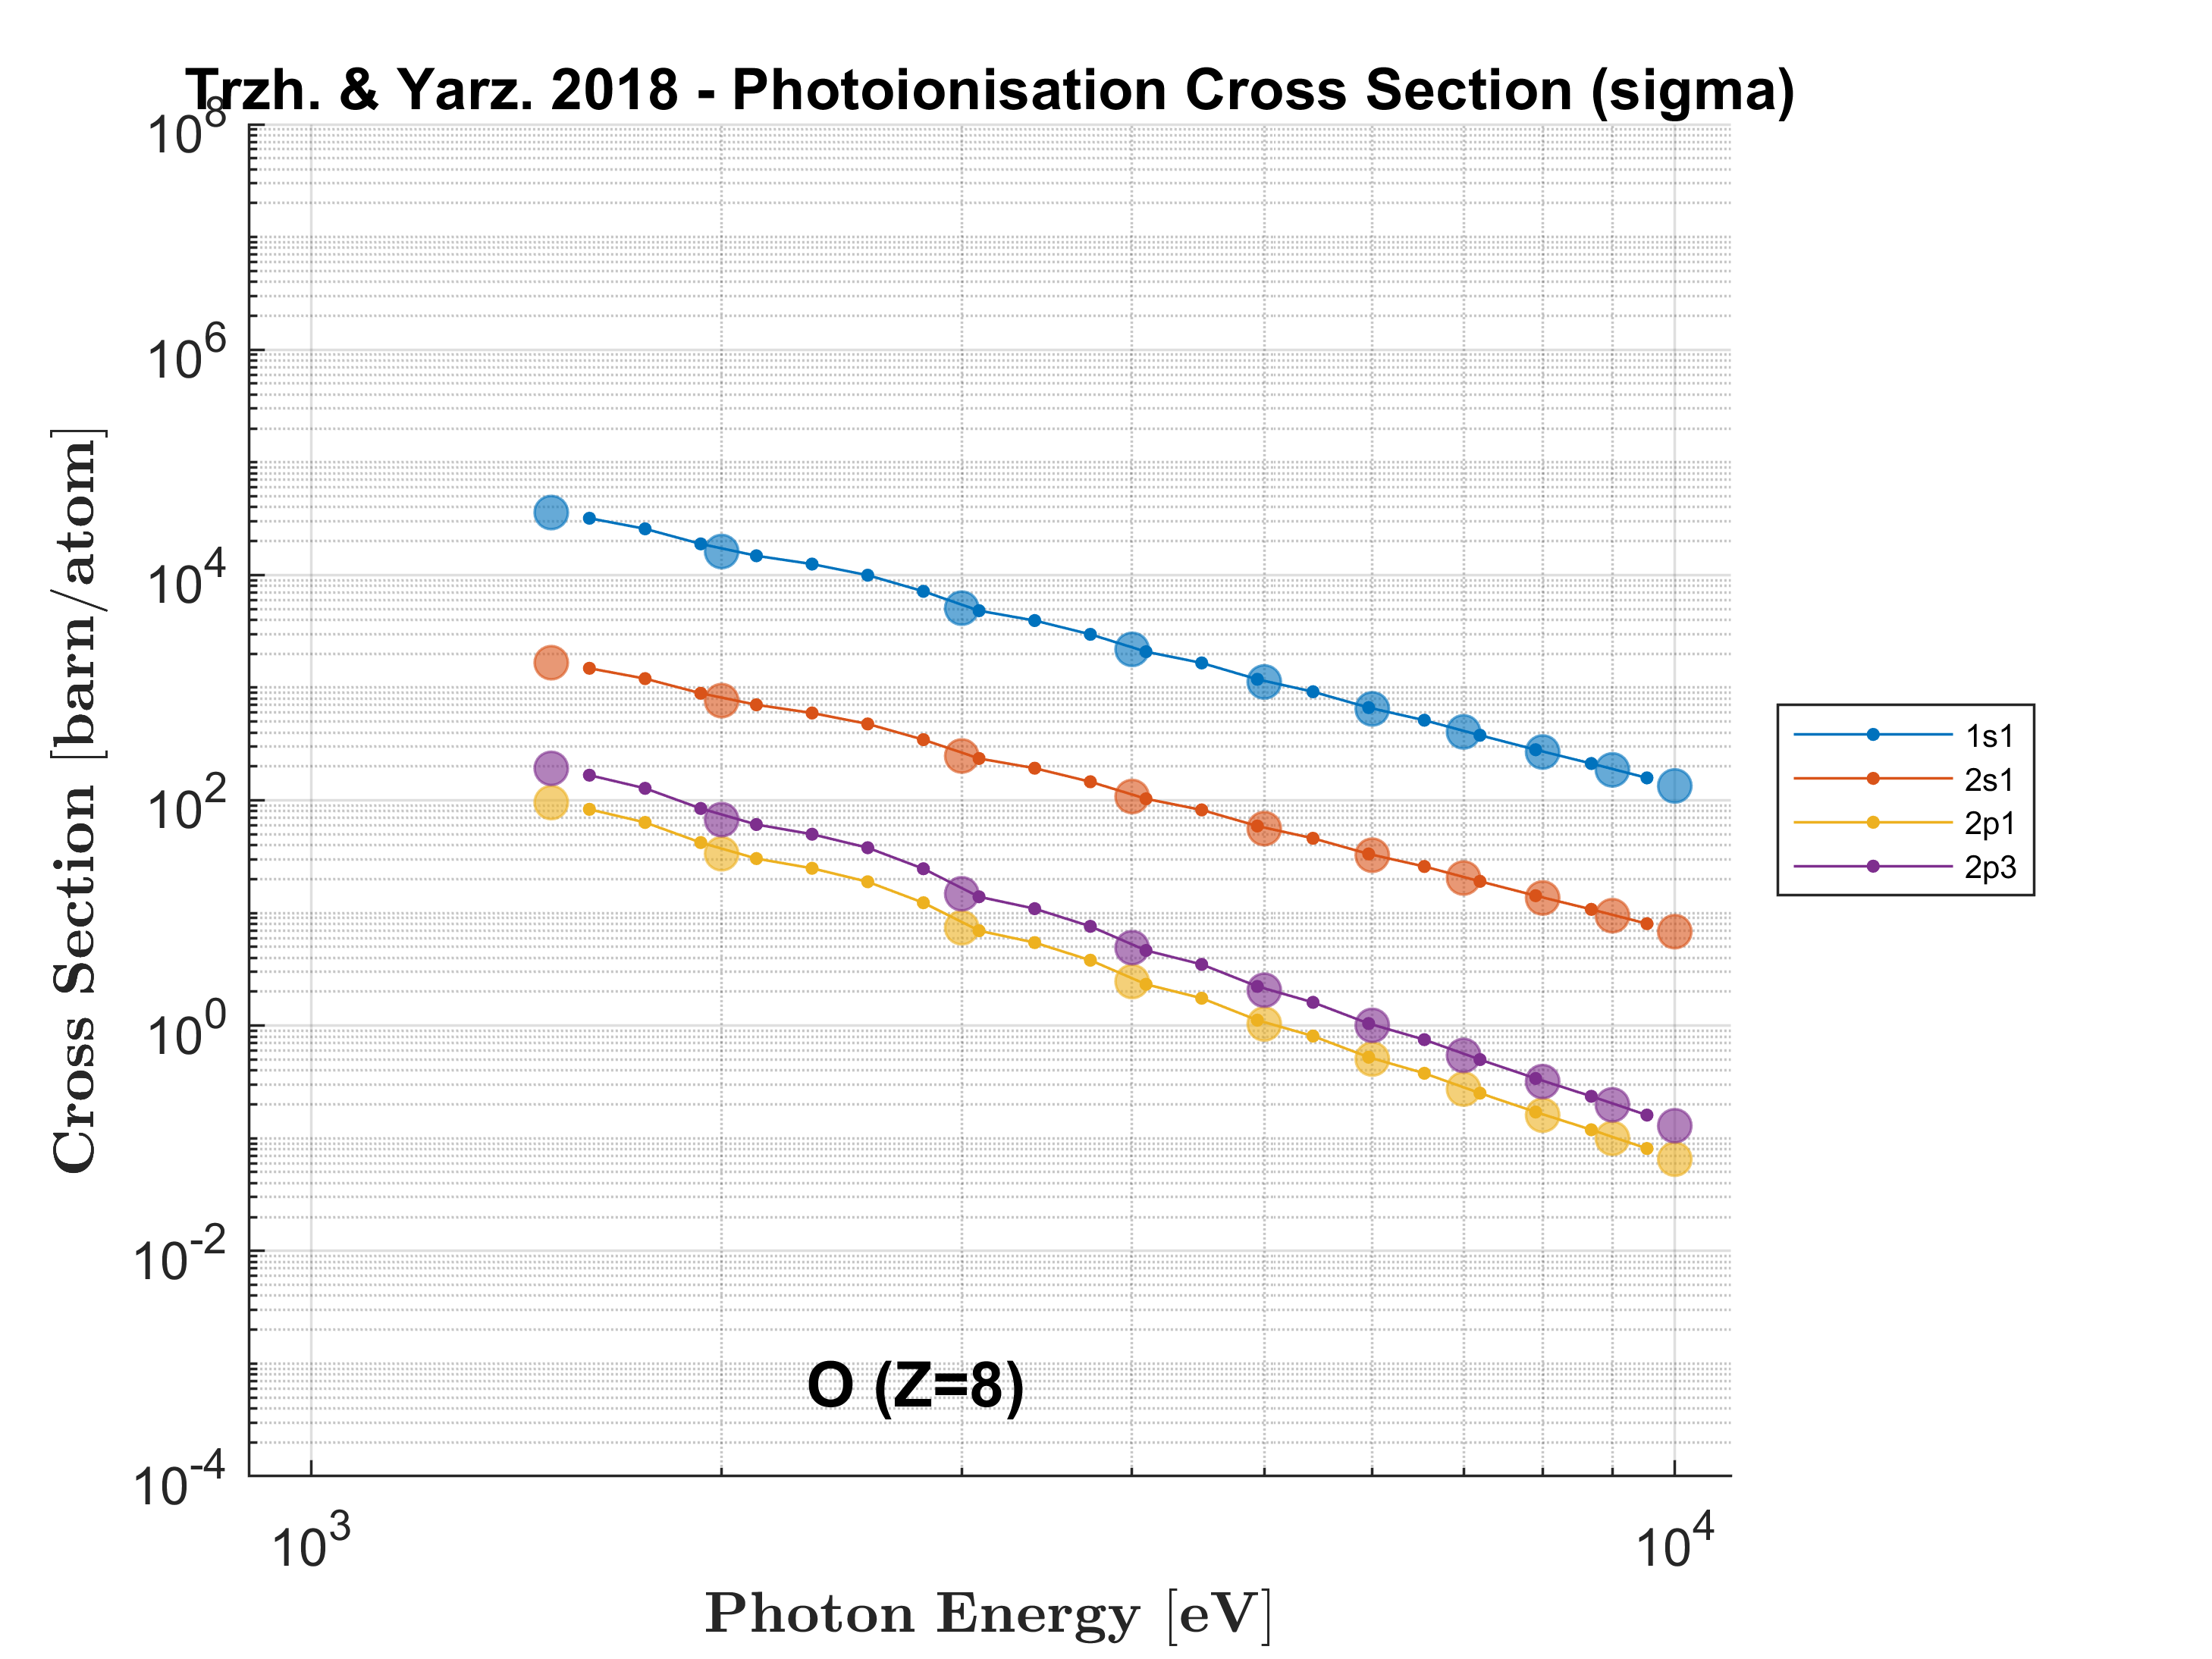 Trzh. & Yarz. 2018 - Photoionisation Cross Section (sigma)
10^8
10^6
10^4
10^2
10^0
10^-2
10^-4
Cross Section [barn/atom]
O (Z=8)
10^3
10^4
Photon Energy [eV]
1s1
2s1
2p1
2p3